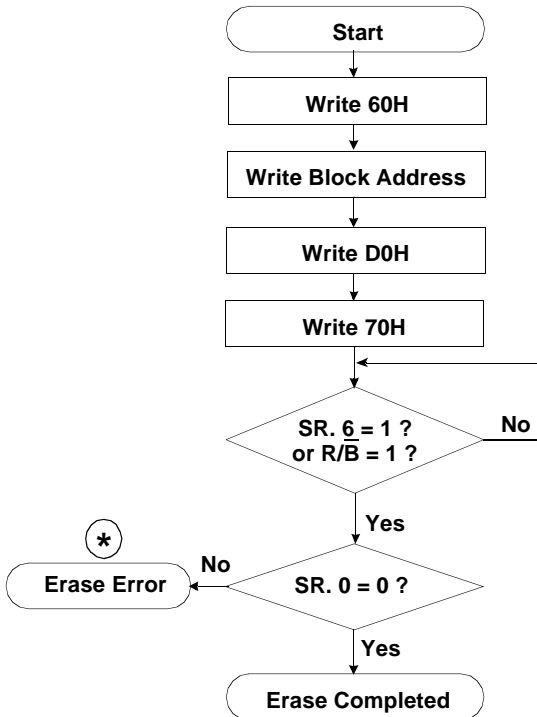 Start
Write 60H
Write Block Address
Write D0H
Write 70H
SR. 6 = 1 ?
or R/B̅ = 1 ?
No
Yes
*
No
Erase Error
SR. 0 = 0 ?
Yes
Erase Completed